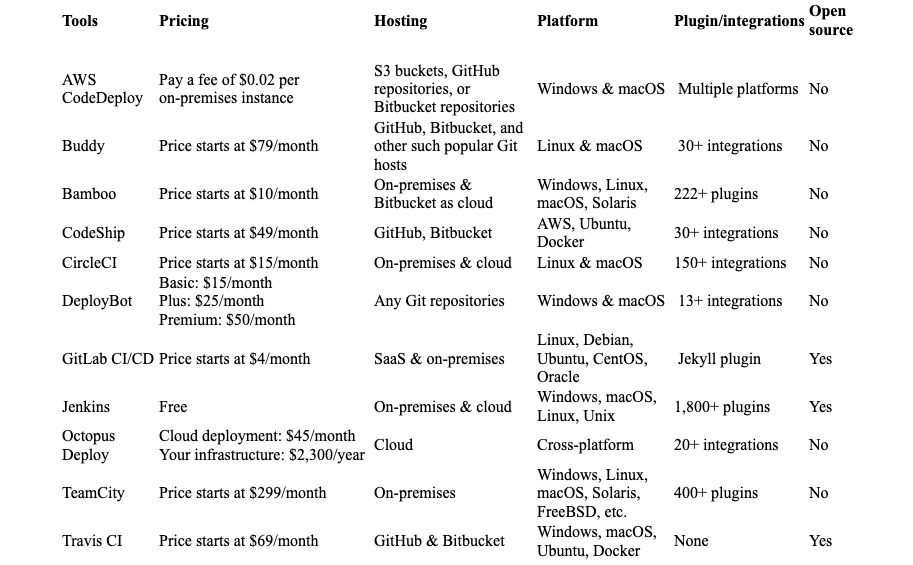 Tools Pricing Hosting Platform Plugin/integrations Open source
AWS CodeDeploy Pay a fee of $0.02 per on-premises instance S3 buckets, GitHub repositories, or Bitbucket repositories Windows & macOS Multiple platforms No
Buddy Price starts at $79/month GitHub, Bitbucket, and other such popular Git hosts Linux & macOS 30+ integrations No
Bamboo Price starts at $10/month On-premises & Bitbucket as cloud Windows, Linux, macOS, Solaris 222+ plugins No
CodeShip Price starts at $49/month GitHub, Bitbucket AWS, Ubuntu, Docker 30+ integrations No
CircleCI Price starts at $15/month On-premises & cloud Linux & macOS 150+ integrations No
DeployBot Basic: $15/month Plus: $25/month Premium: $50/month Any Git repositories Windows & macOS 13+ integrations No
GitLab CI/CD Price starts at $4/month SaaS & on-premises Linux, Debian, Ubuntu, CentOS, Oracle Jekyll plugin Yes
Jenkins Free On-premises & cloud Windows, macOS, Linux, Unix 1,800+ plugins Yes
Octopus Deploy Cloud deployment: $45/month Your infrastructure: $2,300/year Cloud Cross-platform 20+ integrations No
TeamCity Price starts at $299/month On-premises Windows, Linux, macOS, Solaris, FreeBSD, etc. 400+ plugins No
Travis CI Price starts at $69/month GitHub & Bitbucket Windows, macOS, Ubuntu, Docker None Yes